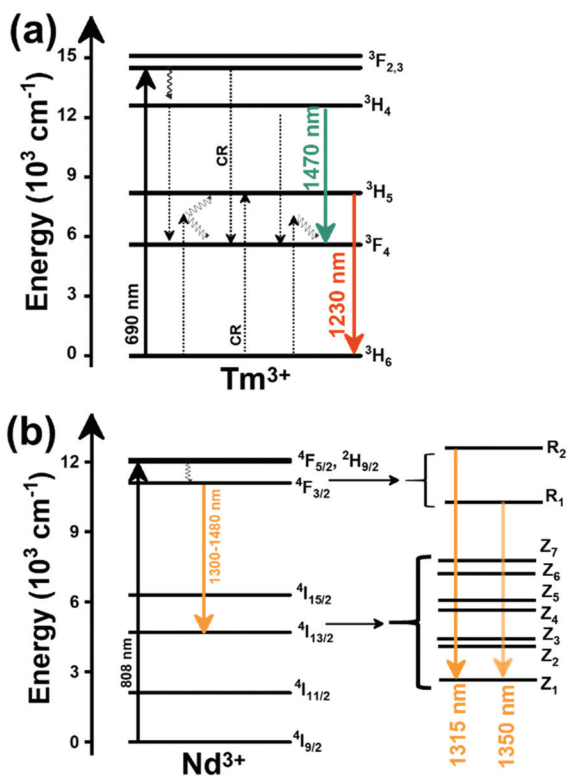 (a)
Energy (10³ cm⁻¹)
15
12
9
6
3
0
³F₂,₃
³H₄
³H₅
³F₄
³H₆
690 nm
CR
CR
1470 nm
1230 nm
Tm³⁺
(b)
Energy (10³ cm⁻¹)
12
9
6
3
0
⁴F₅/₂, ²H₉/₂
⁴F₃/₂
⁴I₁₅/₂
⁴I₁₃/₂
⁴I₁₁/₂
⁴I₉/₂
808 nm
1300-1480 nm
Nd³⁺
R₂
R₁
Z₇
Z₆
Z₅
Z₄
Z₃
Z₂
Z₁
1315 nm
1350 nm